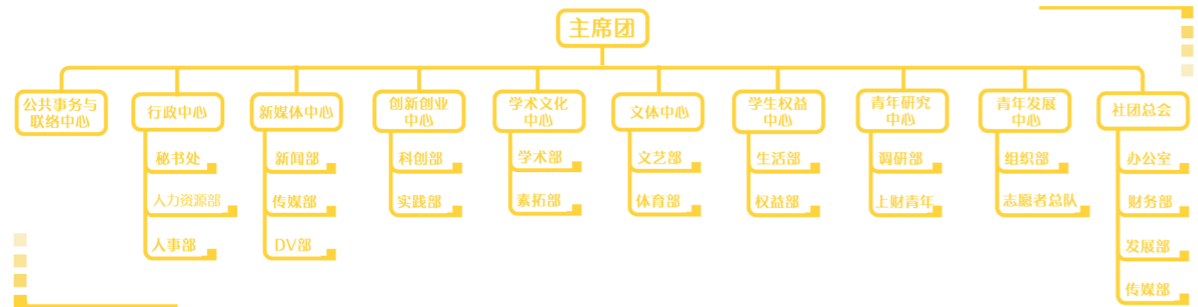 主席团
公共事务与
联络中心
行政中心
新媒体中心
创新创业
中心
学术文化
中心
文体中心
学生权益
中心
青年研究
中心
青年发展
中心
社团总会
秘书处
新闻部
科创部
学术部
文艺部
生活部
调研部
组织部
办公室
人力资源部
传媒部
实践部
素拓部
体育部
权益部
上财青年
志愿者总队
财务部
人事部
DV部
发展部
传媒部